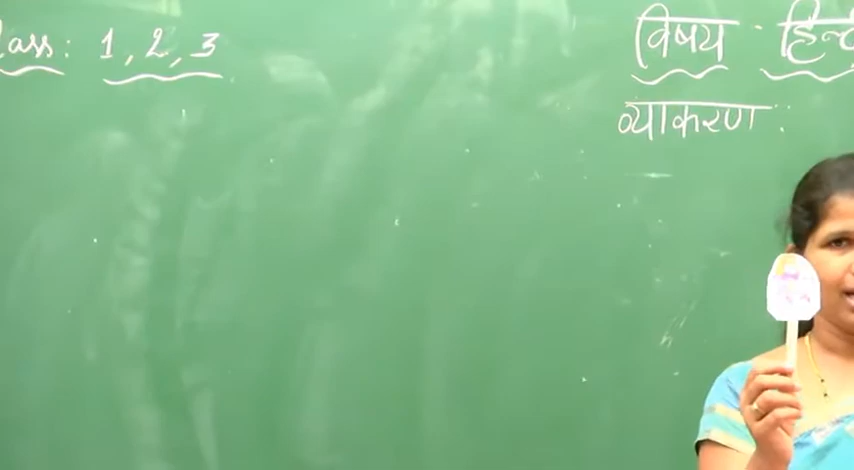 lass: 1, 2, 3
विषय - हिन्द
व्याकरण :